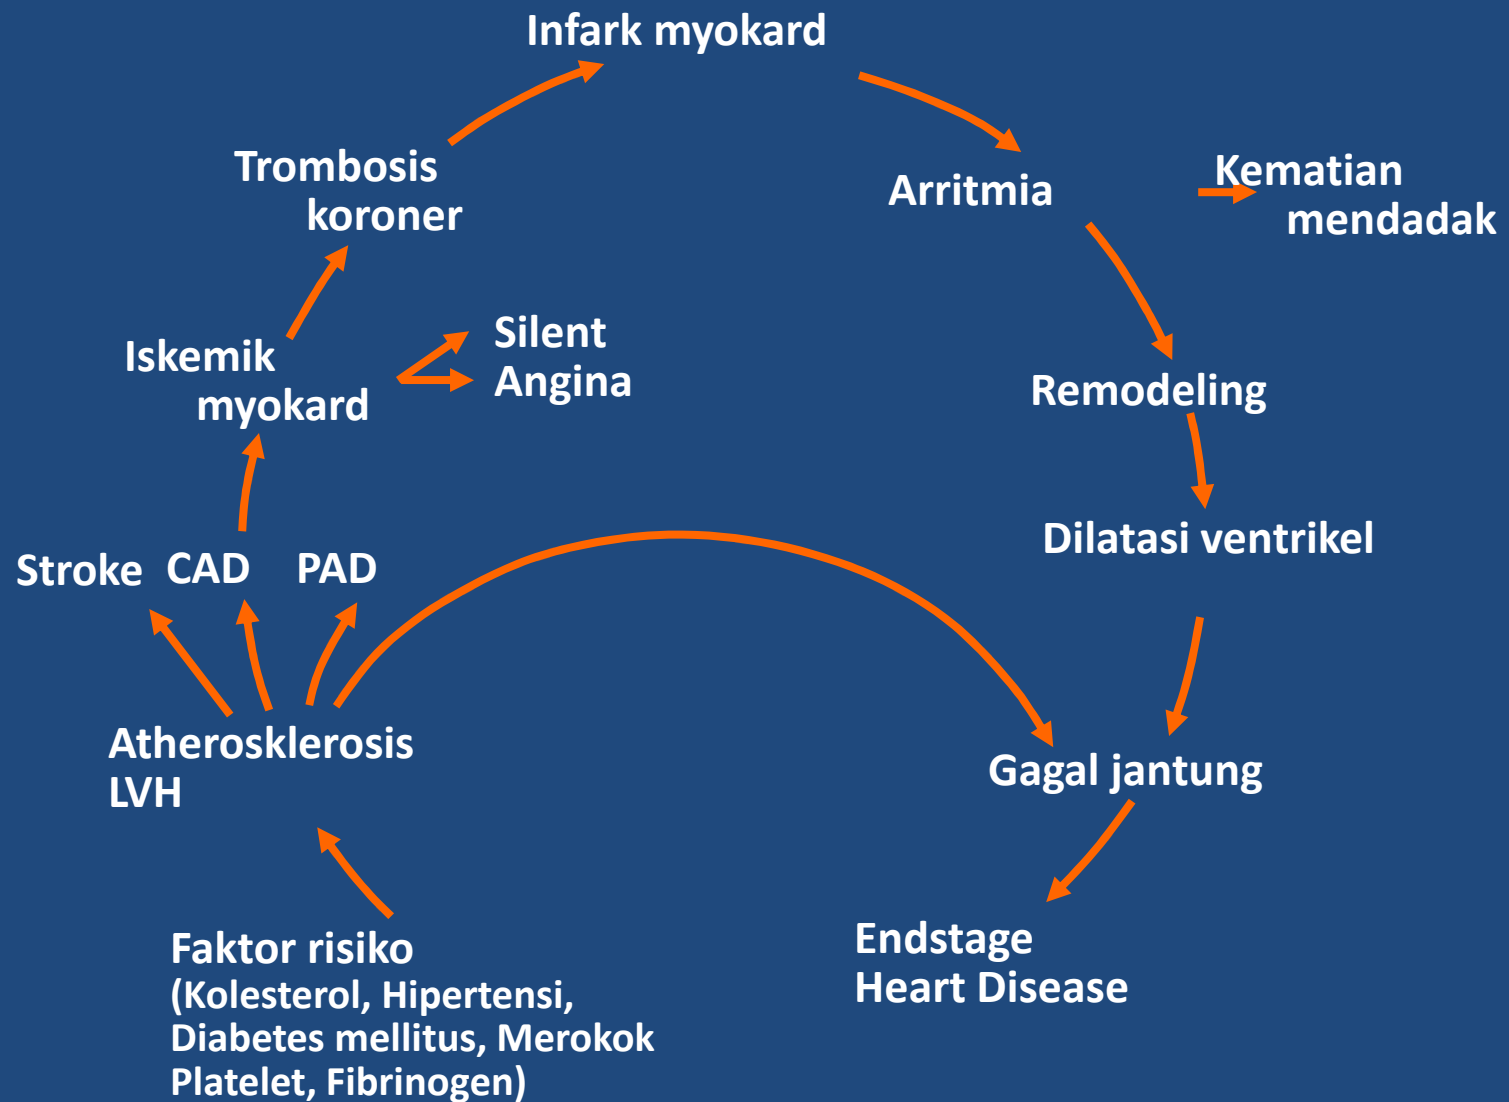 Infark myokard
Trombosis
koroner
Arritmia
Kematian
mendadak
Iskemik
myokard
Silent
Angina
Remodeling
Dilatasi ventrikel
Stroke CAD PAD
Atherosklerosis
LVH
Gagal jantung
Faktor risiko
(Kolesterol, Hipertensi,
Diabetes mellitus, Merokok
Platelet, Fibrinogen)
Endstage
Heart Disease